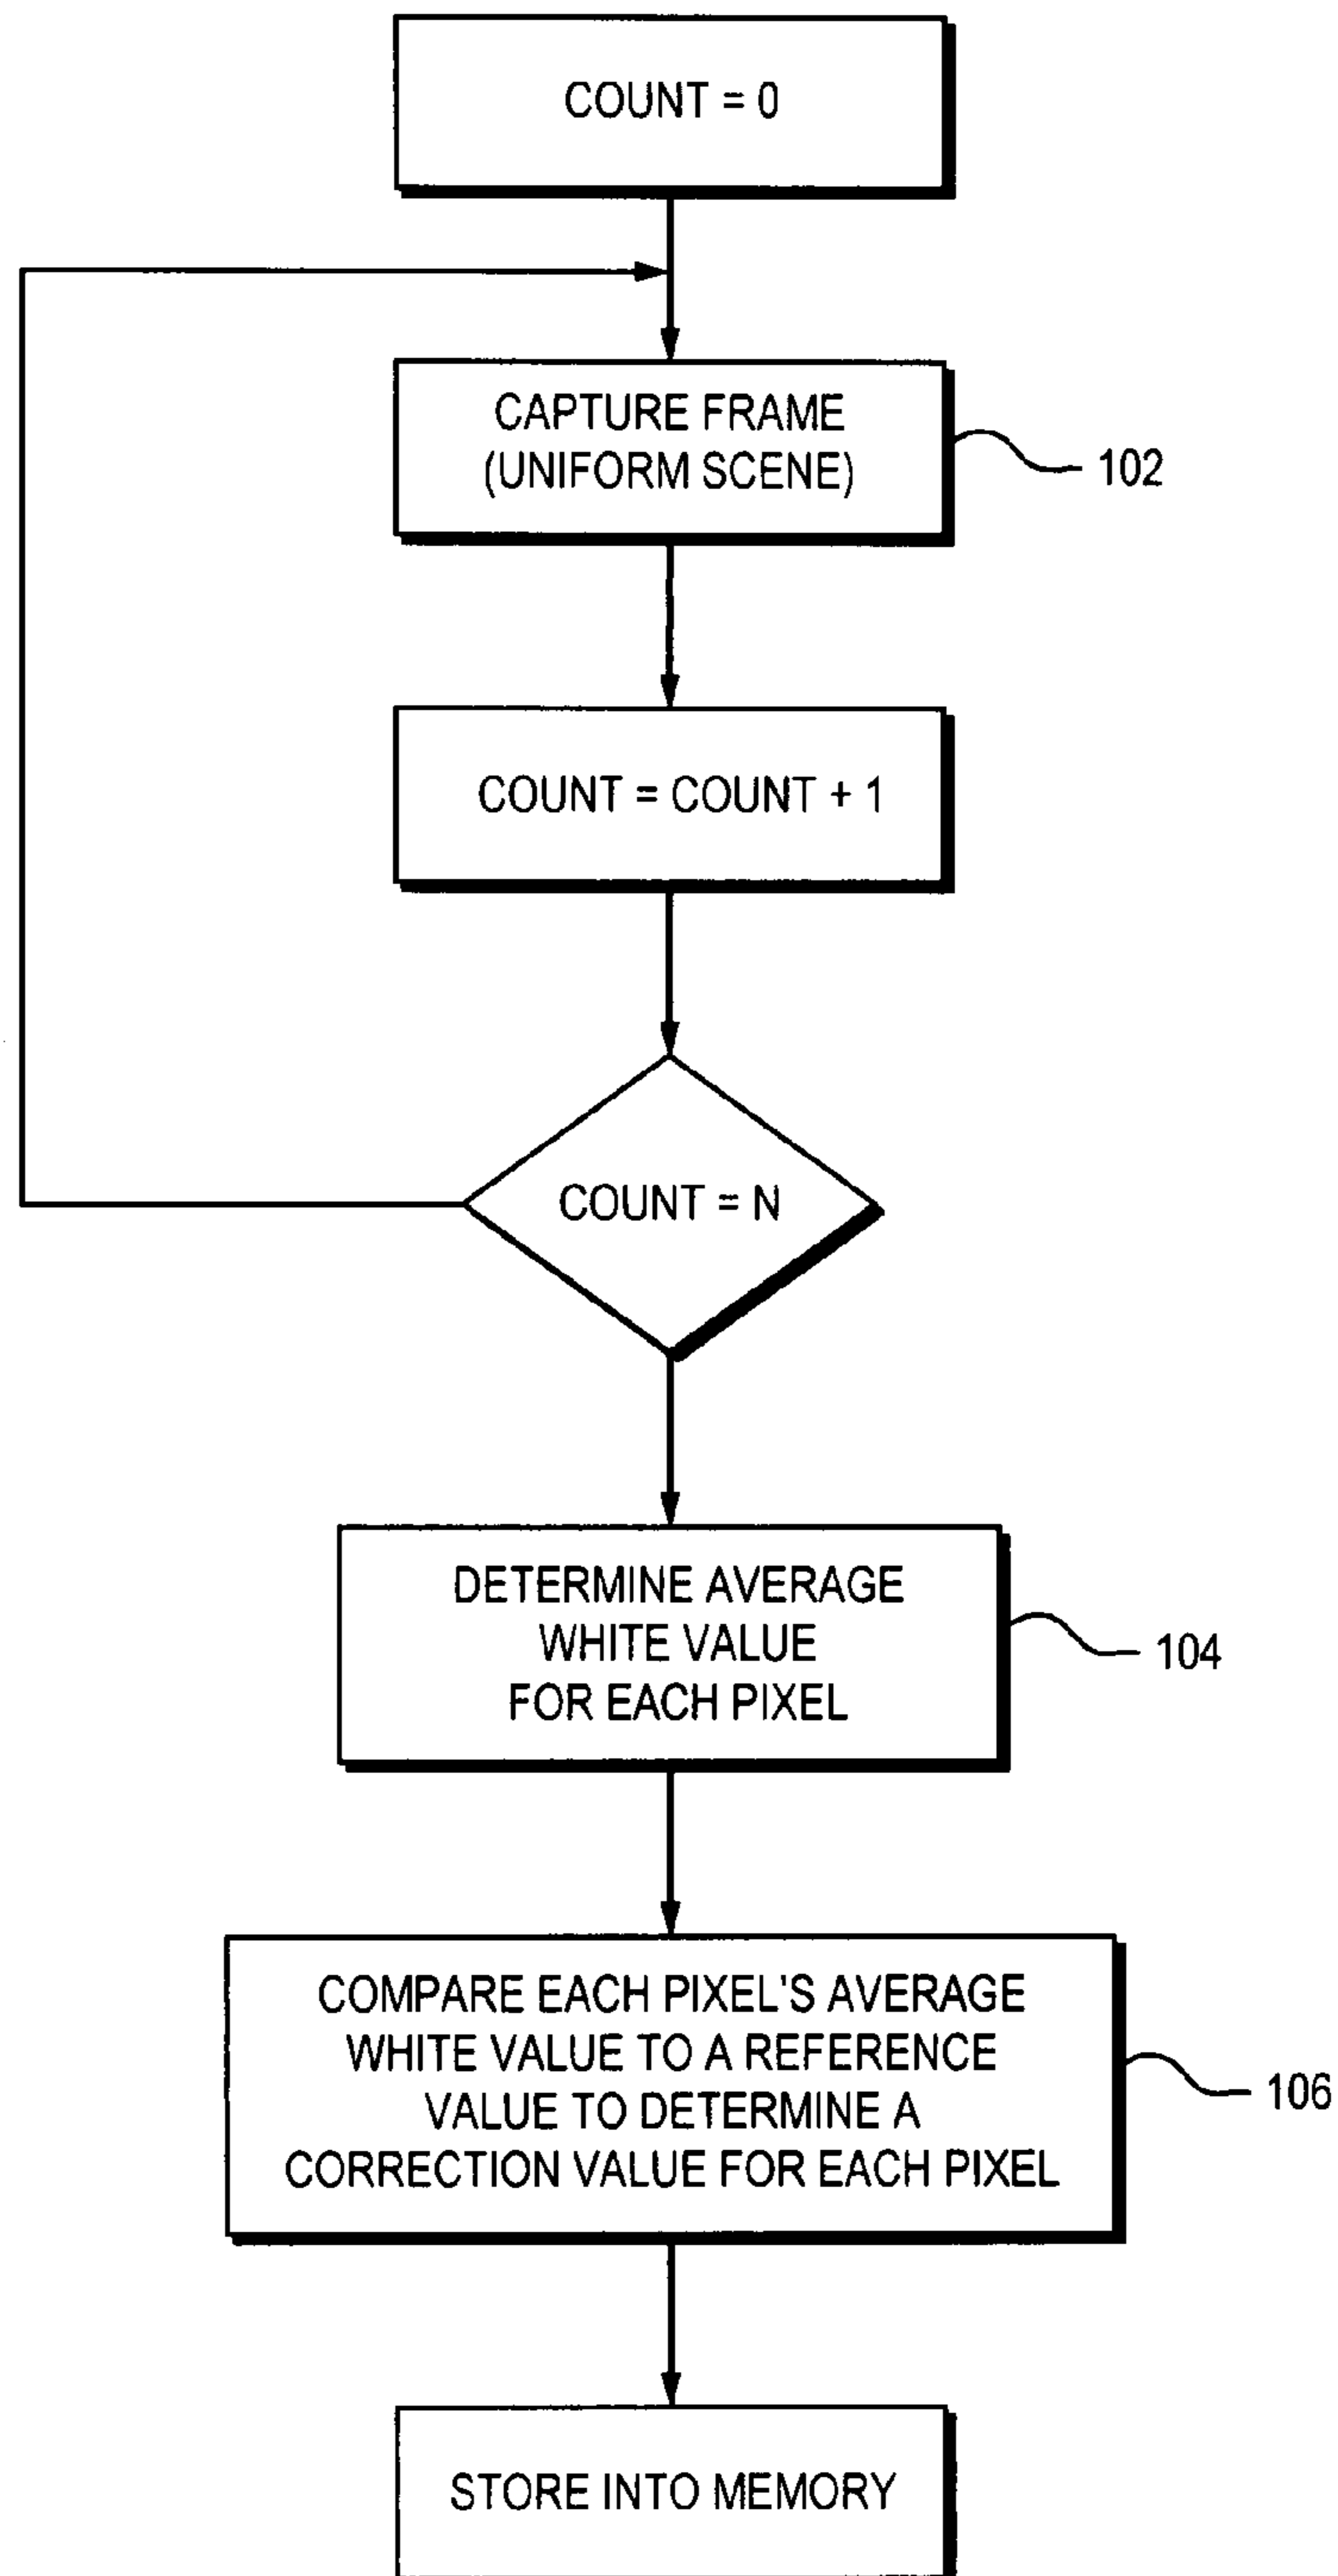 COUNT = 0
CAPTURE FRAME
(UNIFORM SCENE)
102
COUNT = COUNT + 1
COUNT = N
DETERMINE AVERAGE
WHITE VALUE
FOR EACH PIXEL
104
COMPARE EACH PIXEL'S AVERAGE
WHITE VALUE TO A REFERENCE
VALUE TO DETERMINE A
CORRECTION VALUE FOR EACH PIXEL
106
STORE INTO MEMORY